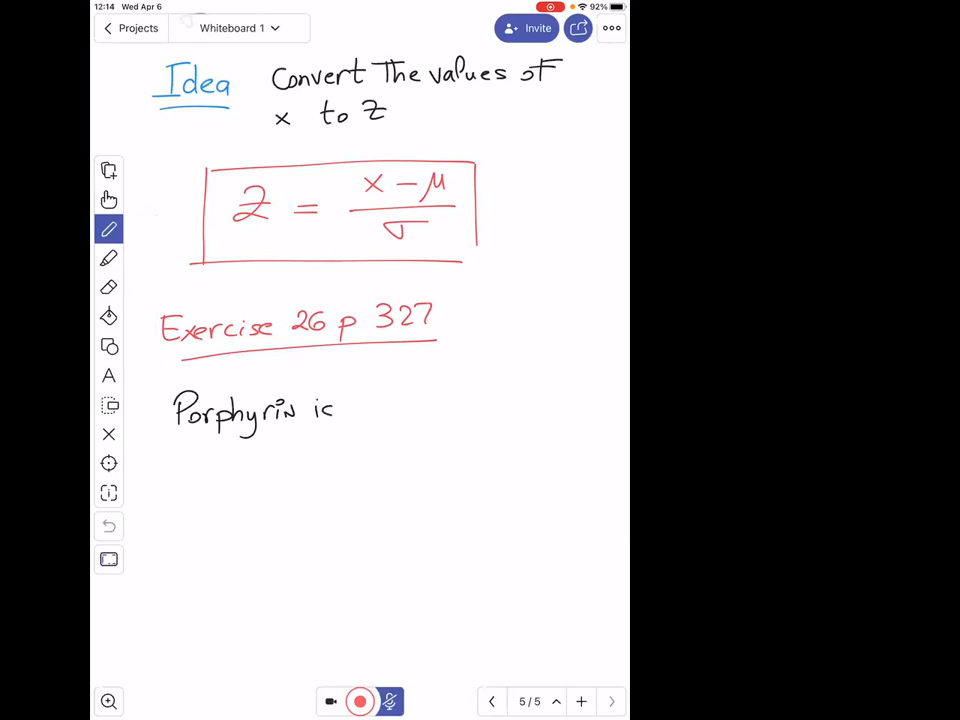 12:14 Wed Apr 6
92%
Projects
Whiteboard 1
Invite
Idea Convert The values of
x to Z
Z = x - μ / σ
Exercise 26 p 327
Porphyrin is
A
5/5